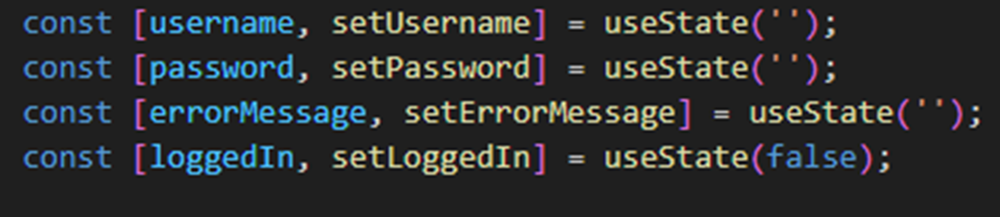 const [username, setUsername] = useState('');
const [password, setPassword] = useState('');
const [errorMessage, setErrorMessage] = useState('');
const [loggedIn, setLoggedIn] = useState(false);